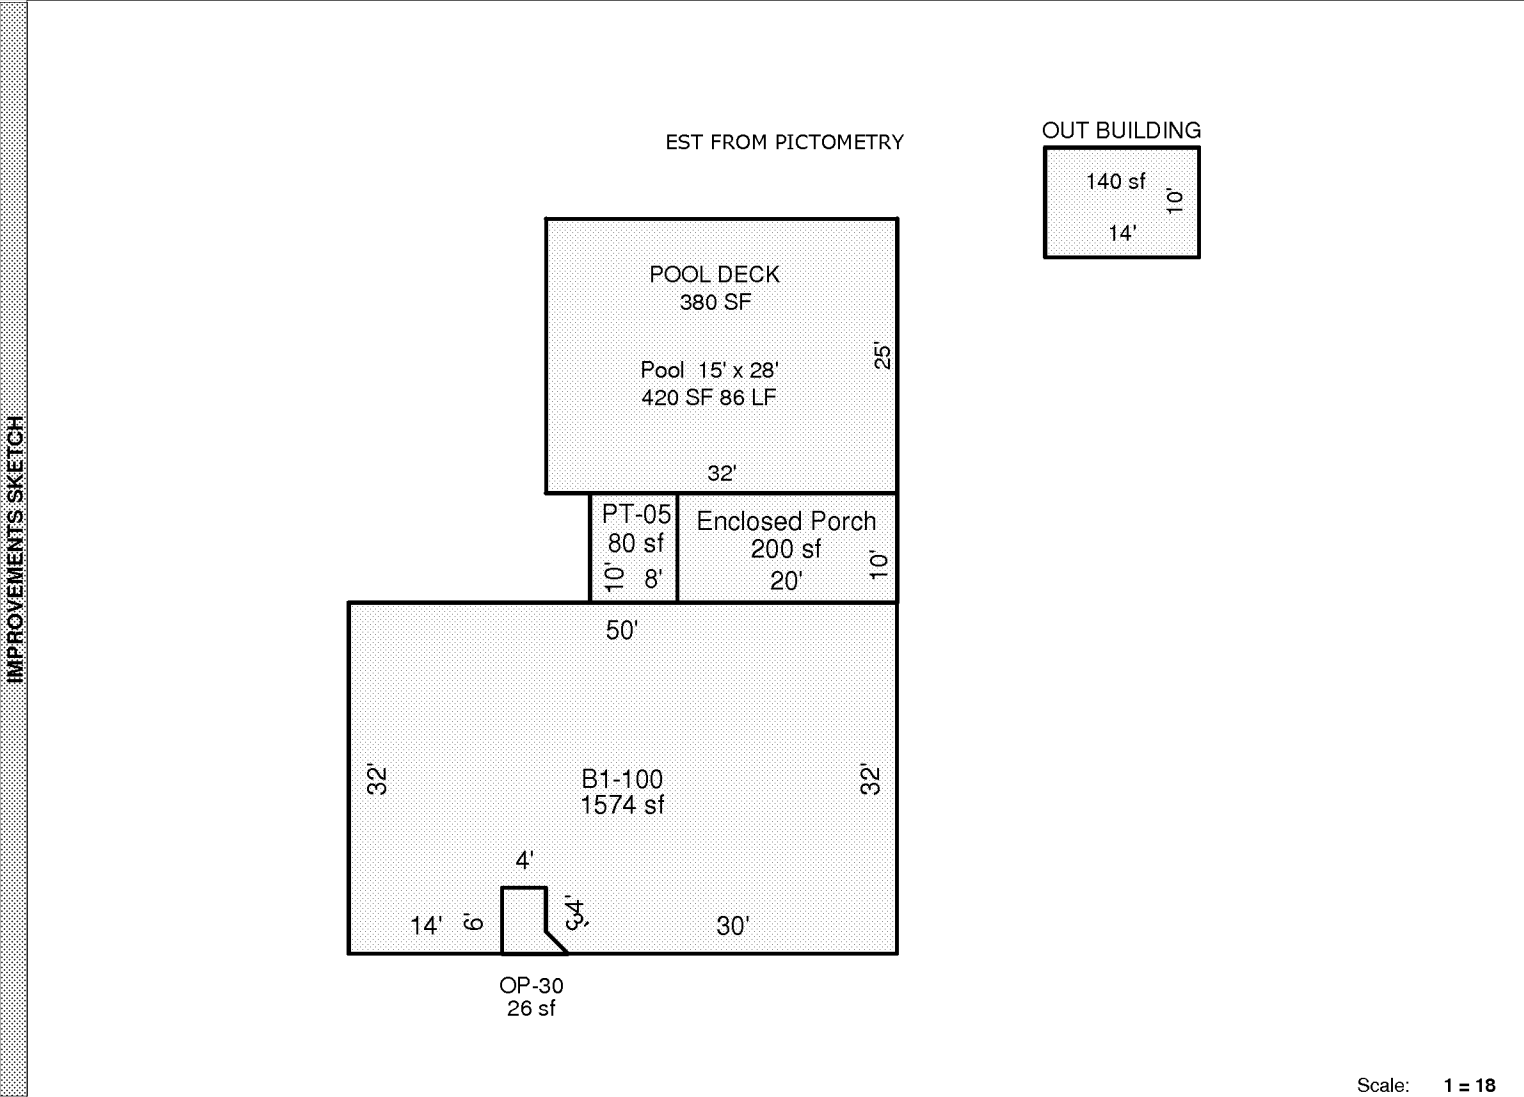 IMPROVEMENTS SKETCH
EST FROM PICTOMETRY
OUT BUILDING
140 sf
10'
14'
POOL DECK
380 SF
25'
Pool 15' x 28'
420 SF 86 LF
32'
PT-05
80 sf
10'
8'
Enclosed Porch
200 sf
10'
20'
50'
32'
B1-100
1574 sf
32'
4'
14'
6'
4'
3'
30'
OP-30
26 sf
Scale: 1 = 18